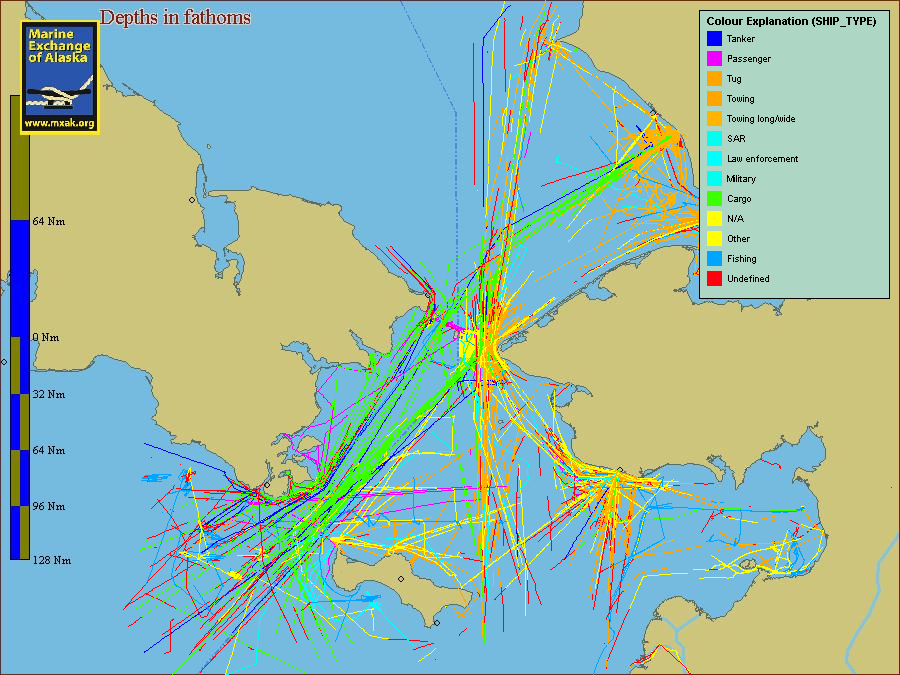 Depths in fathoms
Marine
Exchange
of Alaska
www.mxak.org
64 Nm
0 Nm
32 Nm
64 Nm
96 Nm
128 Nm
Colour Explanation (SHIP_TYPE)
Tanker
Passenger
Tug
Towing
Towing long/wide
SAR
Law enforcement
Military
Cargo
N/A
Other
Fishing
Undefined